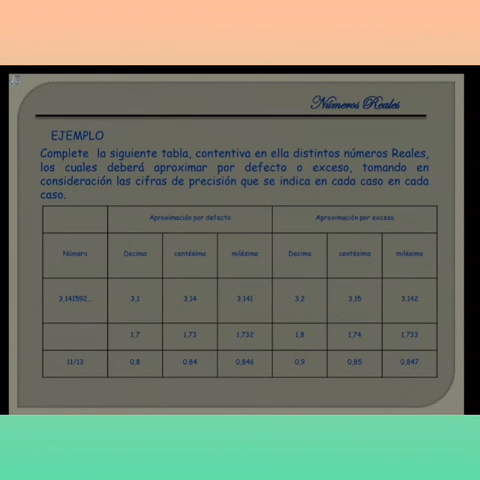 Números Reales
EJEMPLO
Complete la siguiente tabla, contentiva en ella distintos números Reales,
los cuales deberá aproximar por defecto o exceso, tomando en
consideración las cifras de precisión que se indica en cada caso en cada
caso.
Aproximación por defecto Aproximación por exceso
Número Decima centésima milésima Decima centésima milésima
3,141592... 3,1 3,14 3,141 3,2 3,15 3,142
1,7 1,73 1,732 1,8 1,74 1,733
11/13 0,8 0,84 0,846 0,9 0,85 0,847